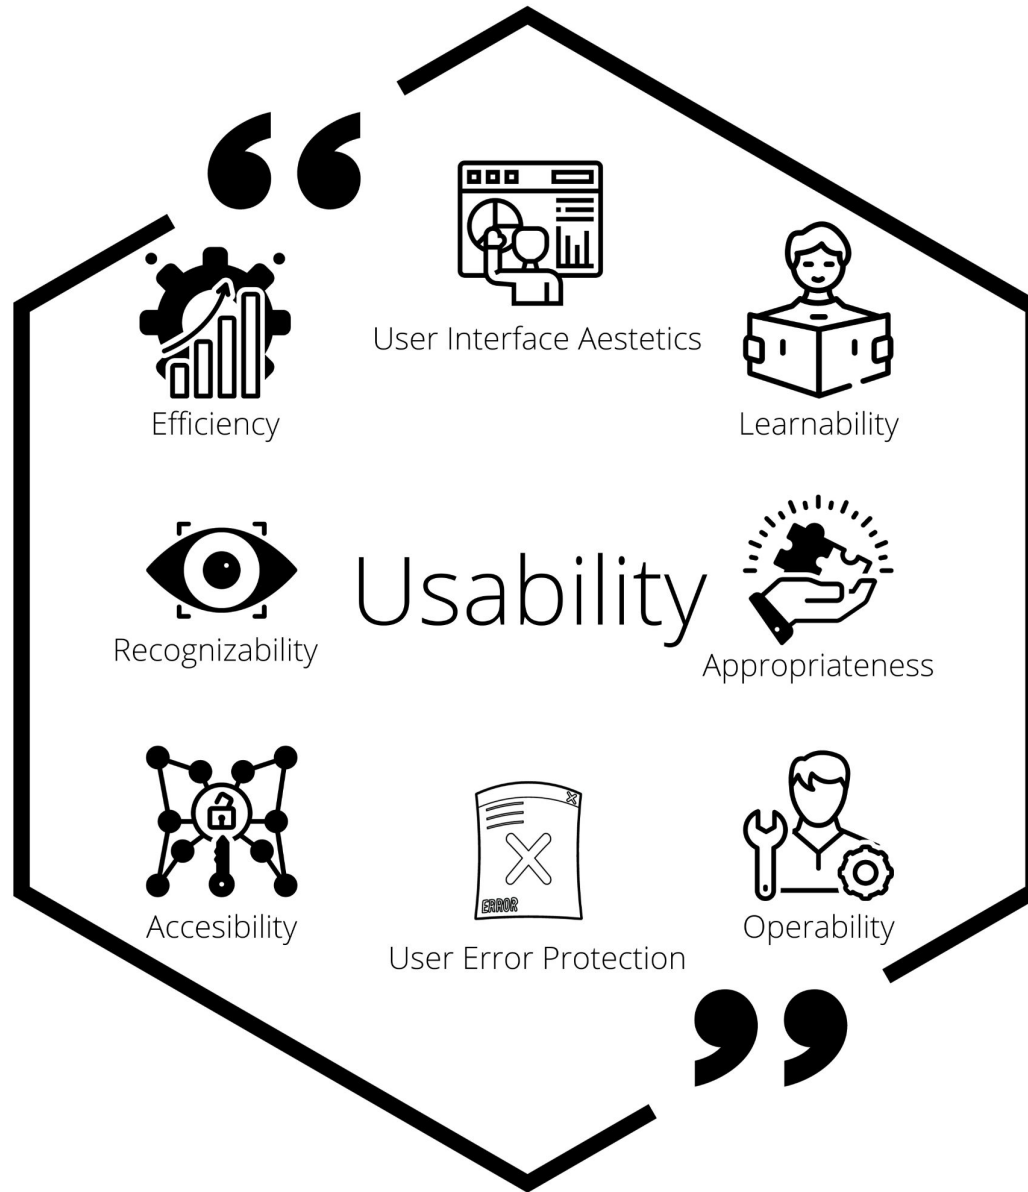 User Interface Aestetics
Efficiency
Learnability
Recognizability
Usability
Appropriateness
Accesibility
ERROR
User Error Protection
Operability